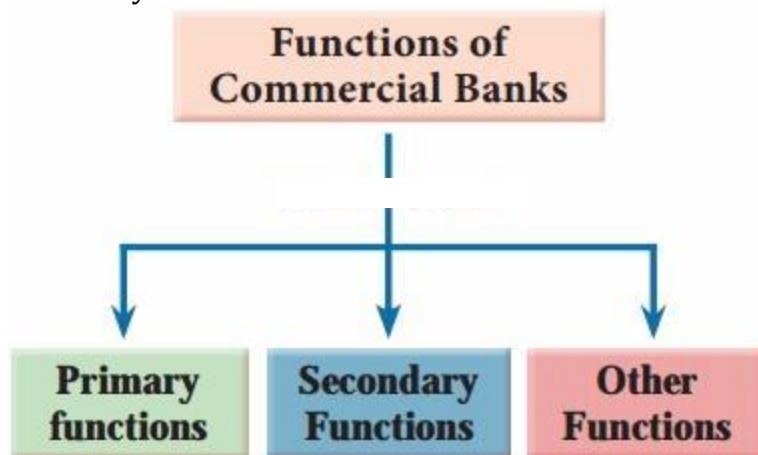 Functions of
Commercial Banks
Primary
functions
Secondary
Functions
Other
Functions